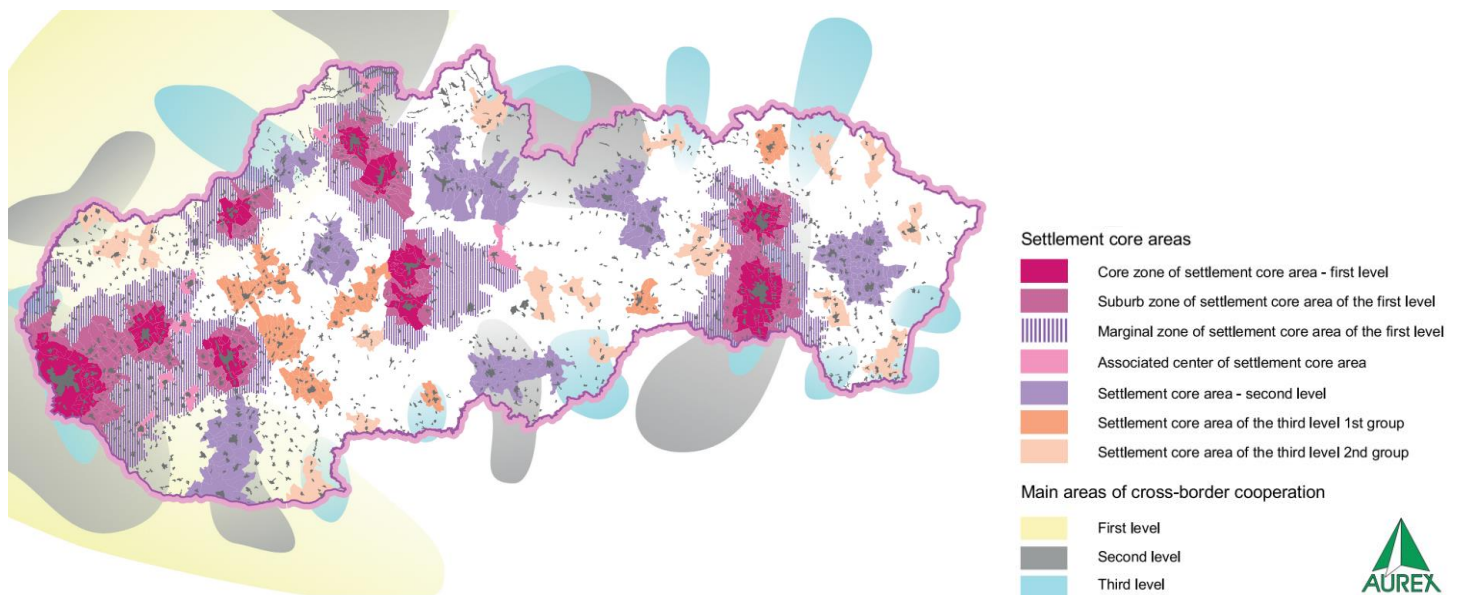 Settlement core areas
Core zone of settlement core area - first level
Suburb zone of settlement core area of the first level
Marginal zone of settlement core area of the first level
Associated center of settlement core area
Settlement core area - second level
Settlement core area of the third level 1st group
Settlement core area of the third level 2nd group
Main areas of cross-border cooperation
First level
Second level
Third level
AUREX